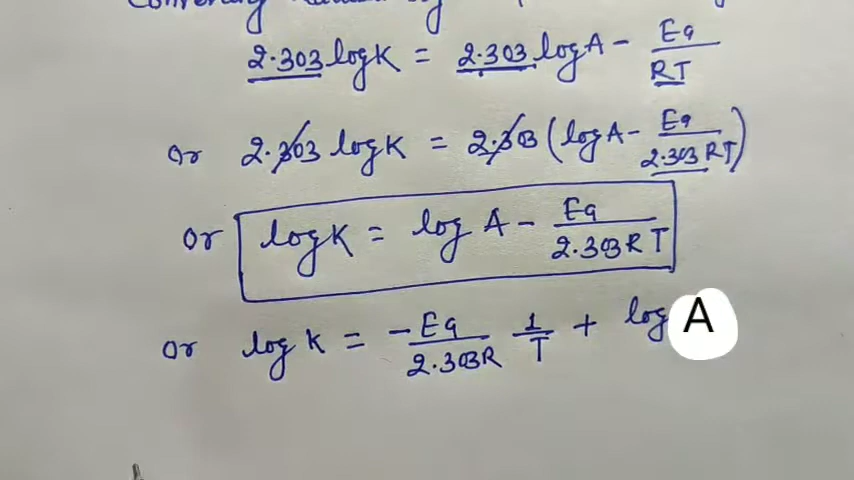 2.303 log K = 2.303 log A - Ea/RT
Or 2.303 log K = 2.303 (log A - Ea/2.303 RT)
Or log K = log A - Ea/2.303 RT
Or log K = -Ea/2.303R 1/T + log A